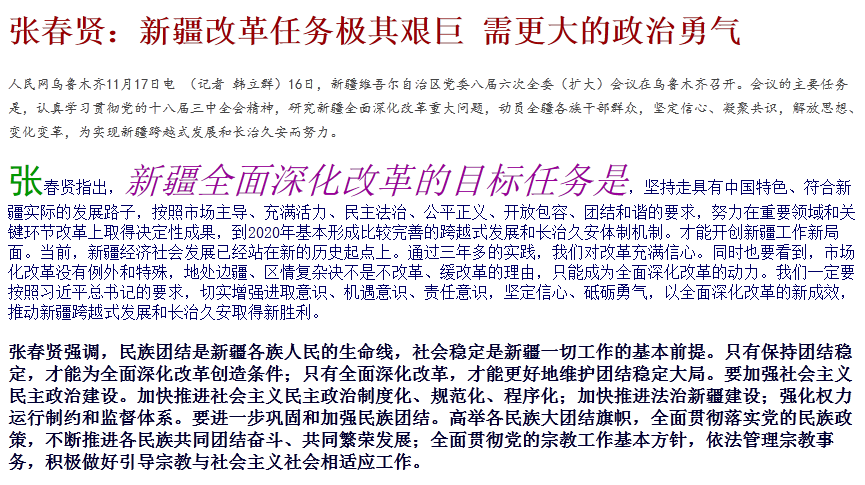 张春贤：新疆改革任务极其艰巨 需更大的政治勇气
人民网乌鲁木齐11月17日电 （记者 韩立群）16日，新疆维吾尔自治区党委八届六次全委（扩大）会议在乌鲁木齐召开。会议的主要任务
是，认真学习贯彻党的十八届三中全会精神，研究新疆全面深化改革重大问题，动员全疆各族干部群众，坚定信心、凝聚共识，解放思想、
变化变革，为实现新疆跨越式发展和长治久安而努力。
张春贤指出，新疆全面深化改革的目标任务是，坚持走具有中国特色、符合新
疆实际的发展路子，按照市场主导、充满活力、民主法治、公平正义、开放包容、团结和谐的要求，努力在重要领域和关
键环节改革上取得决定性成果，到2020年基本形成比较完善的跨越式发展和长治久安体制机制。才能开创新疆工作新局
面。当前，新疆经济社会发展已经站在新的历史起点上。通过三年多的实践，我们对改革充满信心。同时也要看到，市场
化改革没有例外和特殊，地处边疆、区情复杂决不是不改革、缓改革的理由，只能成为全面深化改革的动力。我们一定要
按照习近平总书记的要求，切实增强进取意识、机遇意识、责任意识，坚定信心、砥砺勇气，以全面深化改革的新成效，
推动新疆跨越式发展和长治久安取得新胜利。
张春贤强调，民族团结是新疆各族人民的生命线，社会稳定是新疆一切工作的基本前提。只有保持团结稳
定，才能为全面深化改革创造条件；只有全面深化改革，才能更好地维护团结稳定大局。要加强社会主义
民主政治建设。加快推进社会主义民主政治制度化、规范化、程序化；加快推进法治新疆建设；强化权力
运行制约和监督体系。要进一步巩固和加强民族团结。高举各民族大团结旗帜，全面贯彻落实党的民族政
策，不断推进各民族共同团结奋斗、共同繁荣发展；全面贯彻党的宗教工作基本方针，依法管理宗教事
务，积极做好引导宗教与社会主义社会相适应工作。